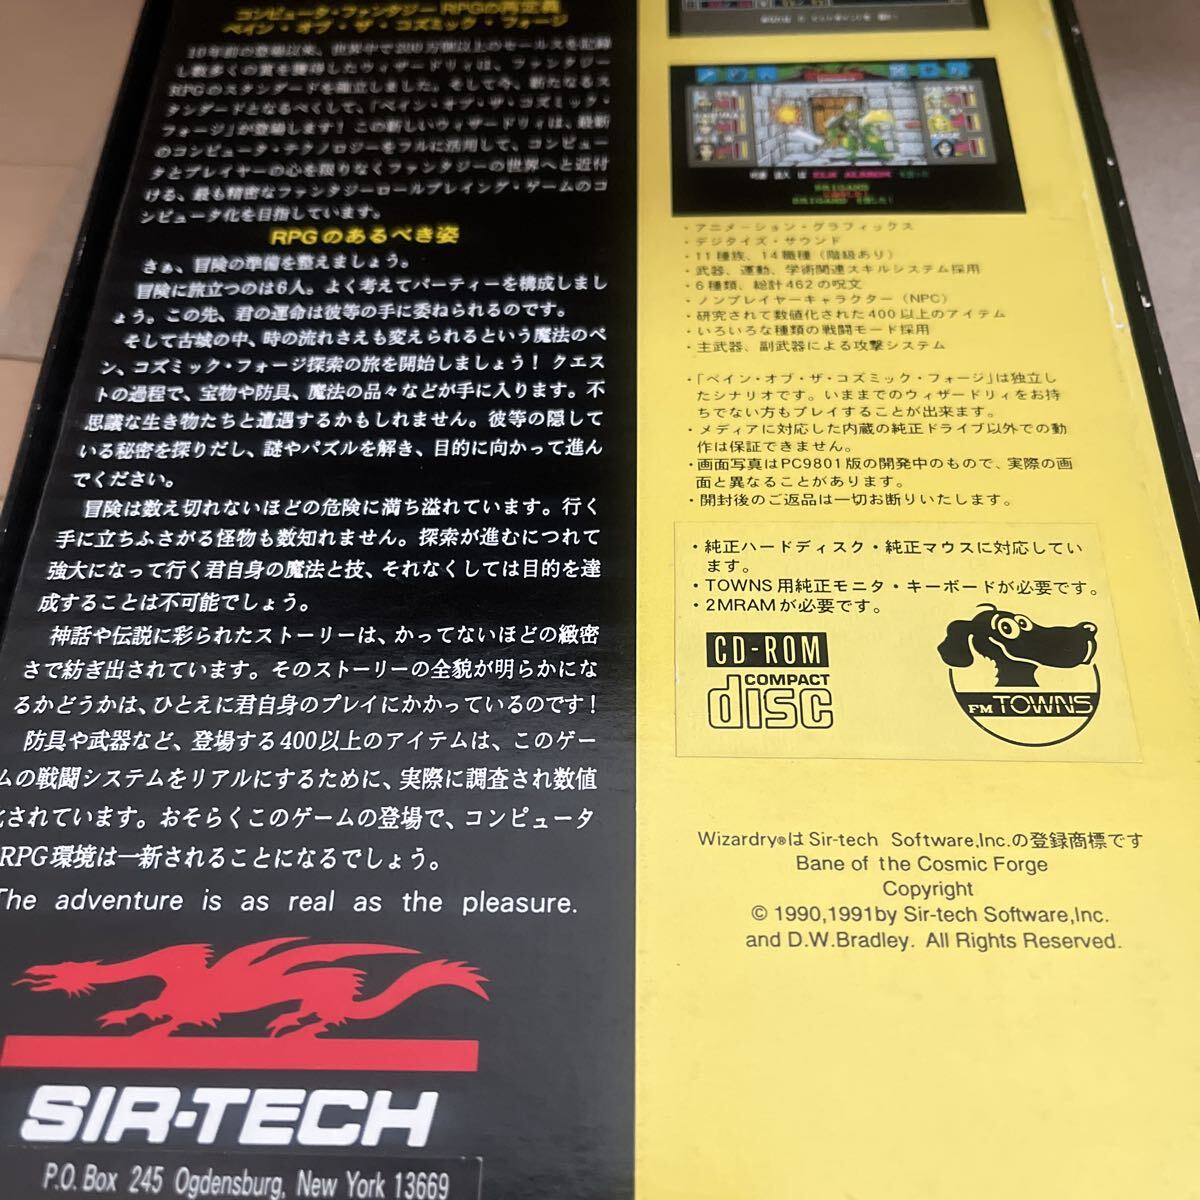 コンピュータ・ファンタジーRPGの再定義
ベイン・オブ・ザ・コズミック・フォージ
10年前の登場以来、世界中で200万個以上のセールスを記録
し数多くの賞を獲得したウィザードリィは、ファンタジー
RPGのスタンダードを確立しました。そして今、新たなるス
タンダードとなるべくして、「ベイン・オブ・ザ・コズミック・
フォージ」が登場します！この新しいウィザードリィは、最新
のコンピュータ・テクノロジーをフルに活用して、コンピュー
タとプレイヤーの心を限りなくファンタジーの世界へと近付
ける、最も精密なファンタジーロールプレイング・ゲームのコ
ンピュータ化を目指しています。
RPGのあるべき姿
さぁ、冒険の準備を整えましょう。
冒険に旅立つのは6人。よく考えてパーティーを構成しまし
ょう。この先、君の運命は彼等の手に委ねられるのです。
そして古城の中、時の流れさえも変えられるという魔法のペ
ン、コズミック・フォージ探索の旅を開始しましょう！クエス
トの過程で、宝物や防具、魔法の品々などが手に入ります。不
思議な生き物たちと遭遇するかもしれません。彼等の隠して
いる秘密を探りだし、謎やパズルを解き、目的に向かって進ん
でください。
冒険は数え切れないほどの危険に満ち溢れています。行く
手に立ちふさがる怪物も数知れません。探索が進むにつれて
強大になって行く君自身の魔法と技、それなくしては目的を達
成することは不可能でしょう。
神話や伝説に彩られたストーリーは、かってないほどの緻密
さで紡ぎ出されています。そのストーリーの全貌が明らかにな
るかどうかは、ひとえに君自身のプレイにかかっているのです！
防具や武器など、登場する400以上のアイテムは、このゲー
ムの戦闘システムをリアルにするために、実際に調査され数値
化されています。おそらくこのゲームの登場で、コンピュータ
RPG環境は一新されることになるでしょう。
The adventure is as real as the pleasure.
SIR-TECH
P.O. Box 245 Ogdensburg, New York 13669
・アニメーション・グラフィックス
・デジタイズ・サウンド
・11種族、14職種（階級あり）
・武器、運動、学術関連スキルシステム採用
・6種類、総計462の呪文
・ノンプレイヤーキャラクター（NPC）
・研究されて数値化された400以上のアイテム
・いろいろな種類の戦闘モード採用
・主武器、副武器による攻撃システム
・「ベイン・オブ・ザ・コズミック・フォージ」は独立し
たシナリオです。いままでのウィザードリィをお持
ちでない方もプレイすることが出来ます。
・メディアに対応した内蔵の純正ドライブ以外での動
作は保証できません。
・画面写真はPC9801版の開発中のもので、実際の画
面と異なることがあります。
・開封後のご返品は一切お断りいたします。
・純正ハードディスク・純正マウスに対応してい
ます。
・TOWNS用純正モニタ・キーボードが必要です。
・2MRAMが必要です。
CD-ROM
COMPACT
disc
FM TOWNS
Wizardry®はSir-tech Software,Inc.の登録商標です
Bane of the Cosmic Forge
Copyright
© 1990,1991by Sir-tech Software,Inc.
and D.W.Bradley. All Rights Reserved.